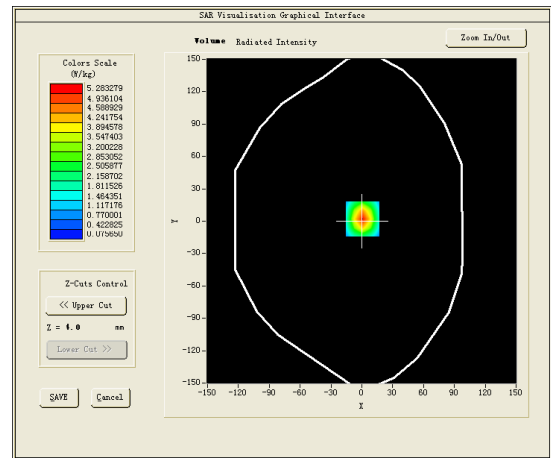 SAR Visualisation Graphical Interface
Volume Radiated Intensity
Zoom In/Out
Colors Scale
(W/kg)
5.283279
4.936104
4.588929
4.241754
3.894578
3.547403
3.200228
2.853052
2.505877
2.158702
1.811526
1.464351
1.117176
0.770001
0.422825
0.075650
Z-Cuts Control
<< Upper Cut
Z = 4.0 mm
Lower Cut >>
SAVE
Cancel
150
120
90
60
30
0
-30
-60
-90
-120
-150
Y
-150 -120 -90 -60 -30 0 30 60 90 120 150
X